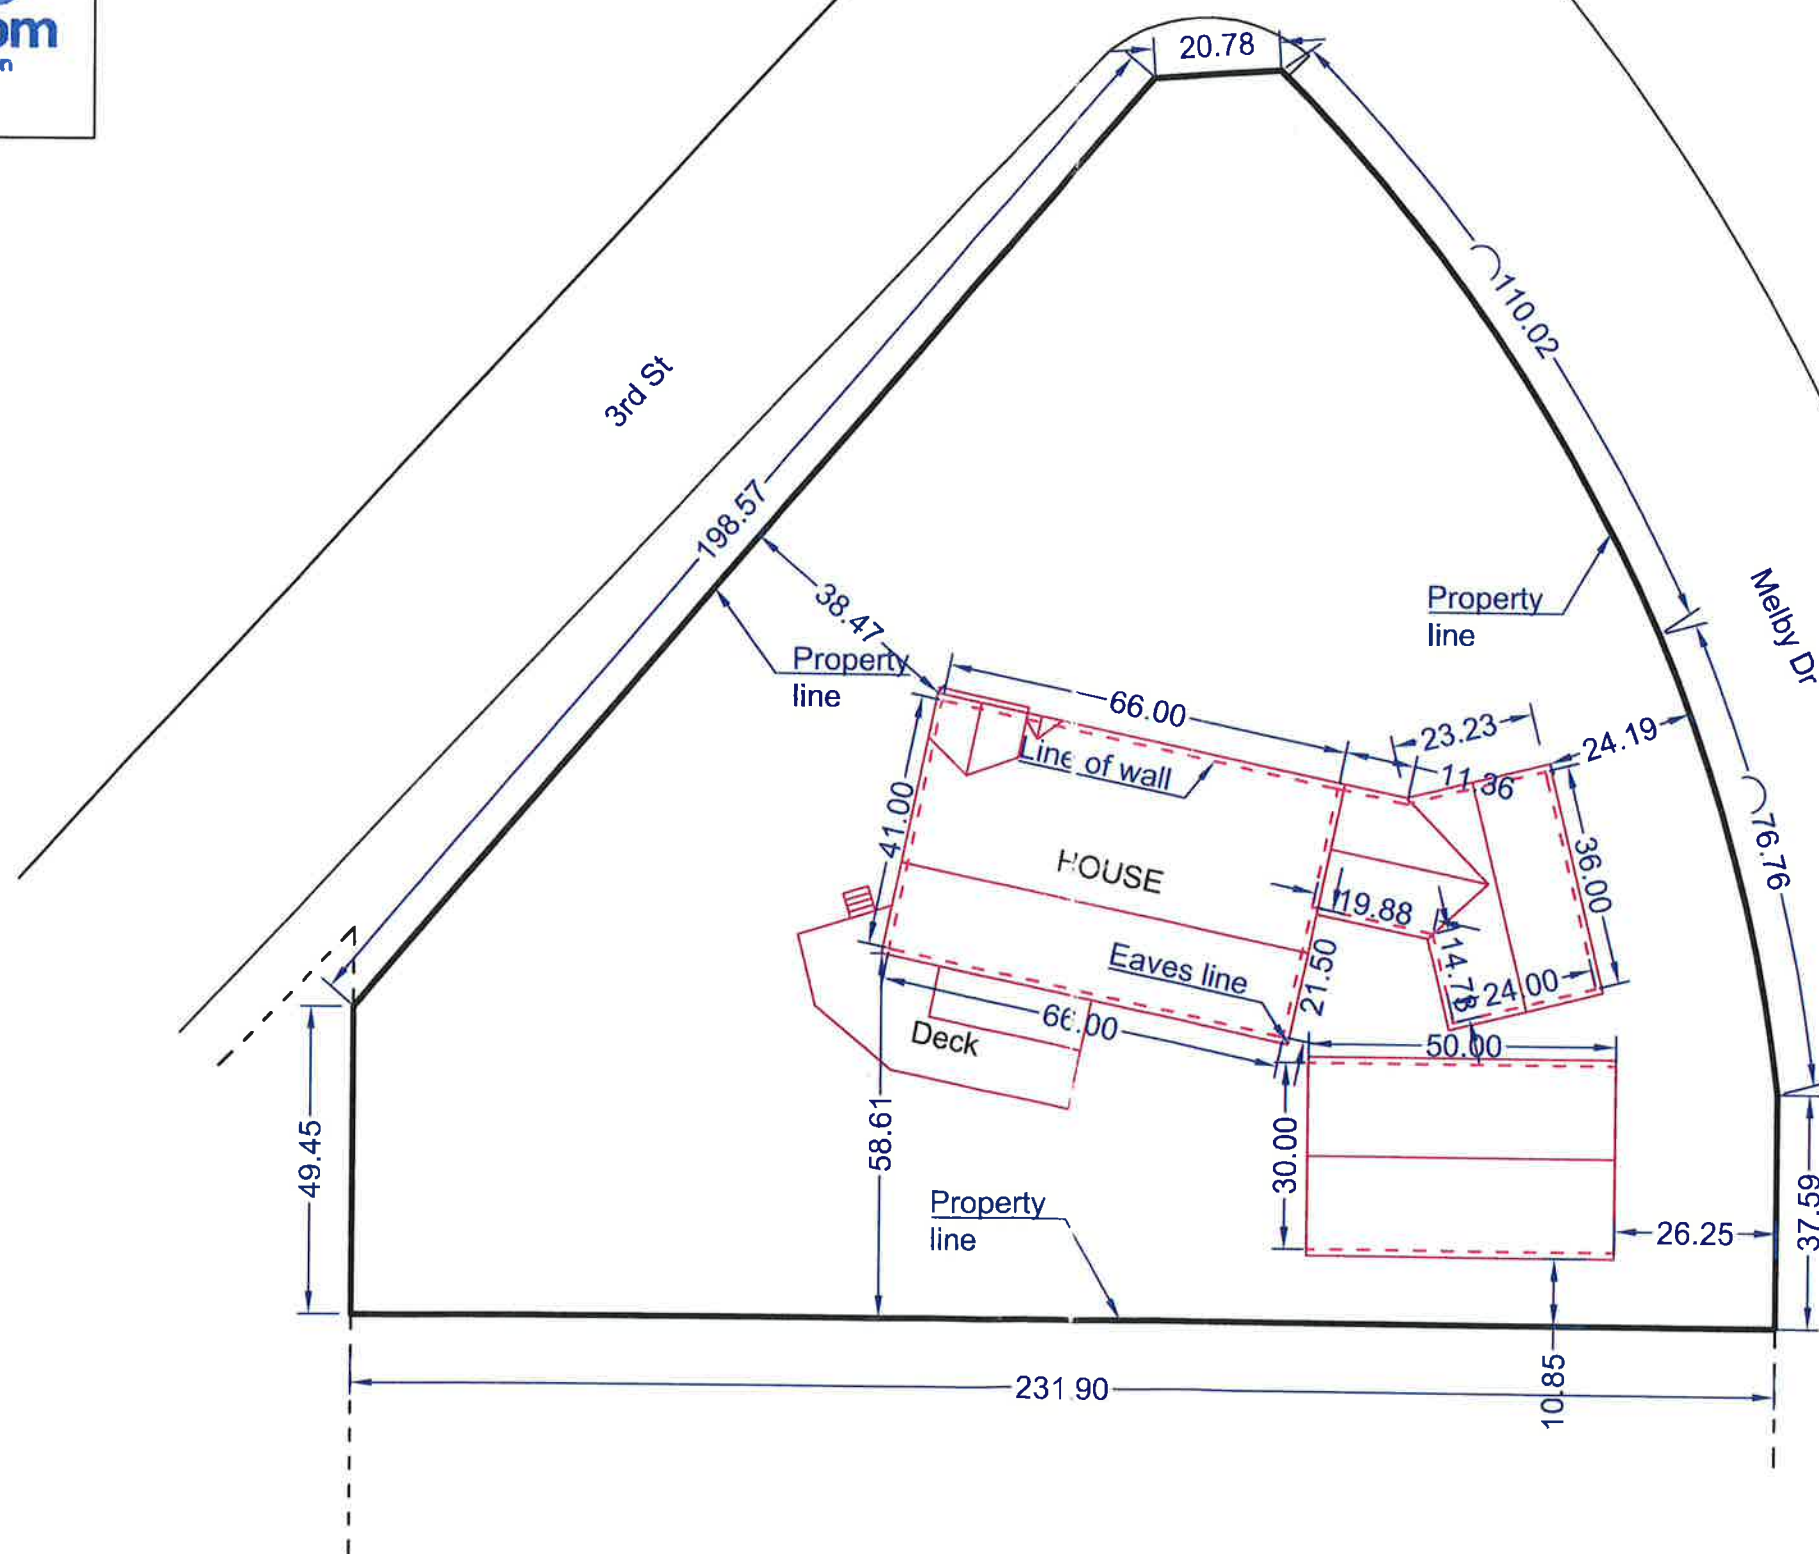 om
n
20.78
110.02
3rd St
198.57
38.47
Property
line
Property
line
Melby Dr
66.00
23.23
24.19
11.36
Line of wall
41.00
HOUSE
36.00
76.76
19.88
14.78
24.00
Eaves line
21.50
66.00
Deck
50.00
49.45
58.61
30.00
Property
line
26.25
37.59
10.85
231.90